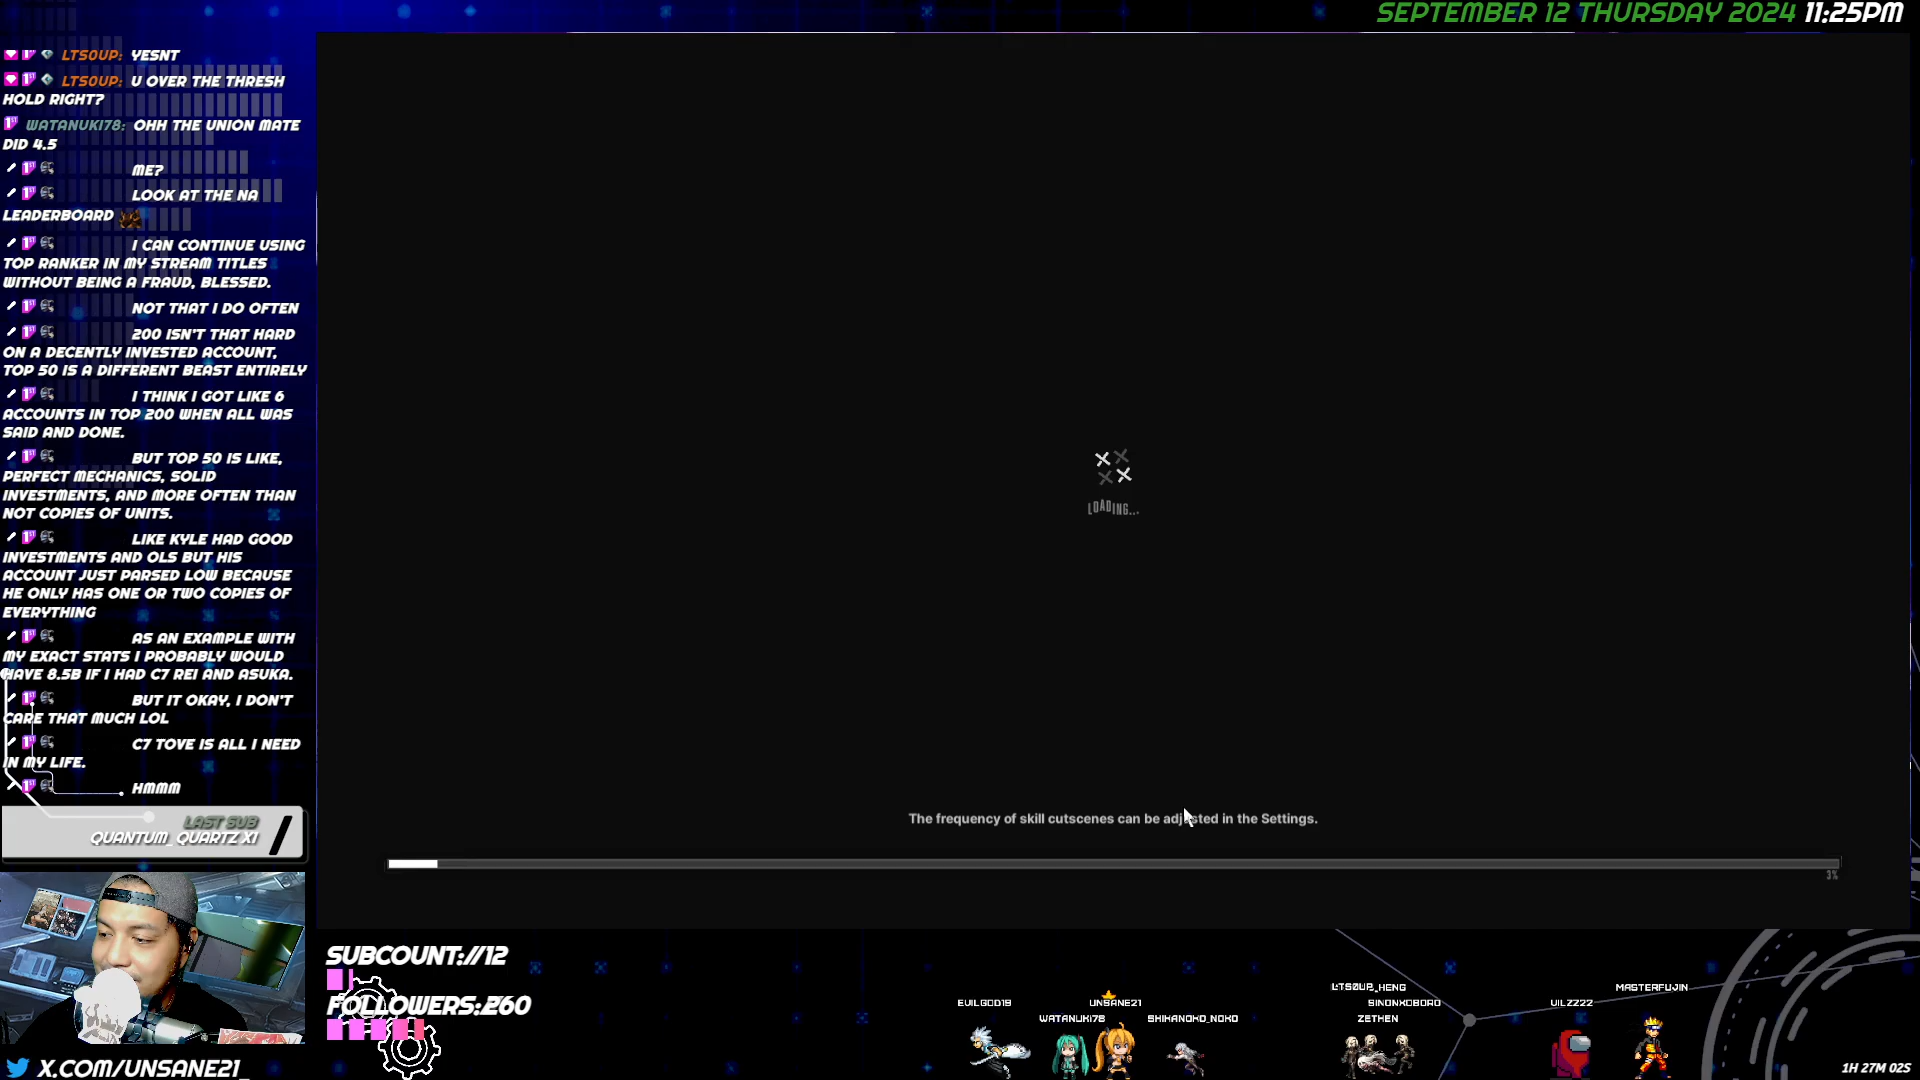 SEPTEMBER 12 THURSDAY 2024 11:25PM
LTS0UP: YESNT
LTS0UP: U OVER THE THRESH
HOLD RIGHT?
WATANUKI78: OHH THE UNION MATE
DID 4.5
ME?
LOOK AT THE NA
LEADERBOARD
I CAN CONTINUE USING
TOP RANKER IN MY STREAM TITLES
WITHOUT BEING A FRAUD, BLESSED.
NOT THAT I DO OFTEN
200 ISN'T THAT HARD
ON A DECENTLY INVESTED ACCOUNT,
TOP 50 IS A DIFFERENT BEAST ENTIRELY
I THINK I GOT LIKE 6
ACCOUNTS IN TOP 200 WHEN ALL WAS
SAID AND DONE.
BUT TOP 50 IS LIKE,
PERFECT MECHANICS, SOLID
INVESTMENTS, AND MORE OFTEN THAN
NOT COPIES OF UNITS.
LIKE KYLE HAD GOOD
INVESTMENTS AND OLS BUT HIS
ACCOUNT JUST PARSED LOW BECAUSE
HE ONLY HAS ONE OR TWO COPIES OF
EVERYTHING
AS AN EXAMPLE WITH
MY EXACT STATS I PROBABLY WOULD
HAVE 8.5B IF I HAD C7 REI AND ASUKA.
BUT IT OKAY, I DON'T
CARE THAT MUCH LOL
C7 TOVE IS ALL I NEED
IN MY LIFE.
HMMM
LAST SUB
QUANTUM_QUARTZ X1
LOADING...
The frequency of skill cutscenes can be adjusted in the Settings.
3%
SUBCOUNT://12
FOLLOWERS:260
EVILGOD19
UNSANE21
WATANUKI78
SHIKANOKO_NOKO
LTS0UP_HENG
SINONKOBORO
ZETHEN
UILZZ22
MASTERFUJIN
X.COM/UNSANE21_
1H 27M 02S